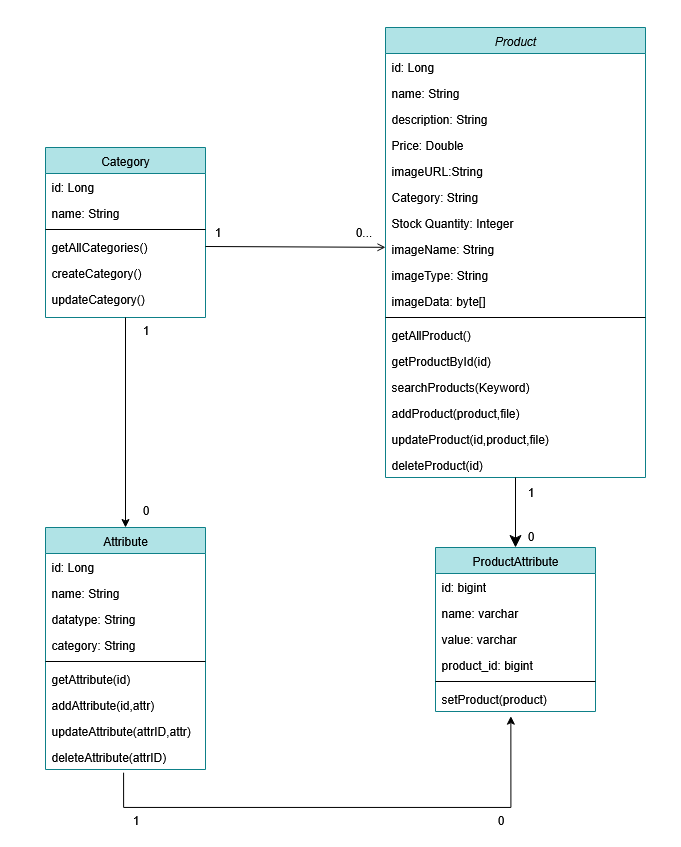 Product
id: Long
name: String
description: String
Price: Double
imageURL:String
Category: String
Stock Quantity: Integer
imageName: String
imageType: String
imageData: byte[]
getAllProduct()
getProductById(id)
searchProducts(Keyword)
addProduct(product,file)
updateProduct(id,product,file)
deleteProduct(id)
Category
id: Long
name: String
getAllCategories()
createCategory()
updateCategory()
1
0...
1
0
1
0
Attribute
id: Long
name: String
datatype: String
category: String
getAttribute(id)
addAttribute(id,attr)
updateAttribute(attrID,attr)
deleteAttribute(attrID)
ProductAttribute
id: bigint
name: varchar
value: varchar
product_id: bigint
setProduct(product)
1
0